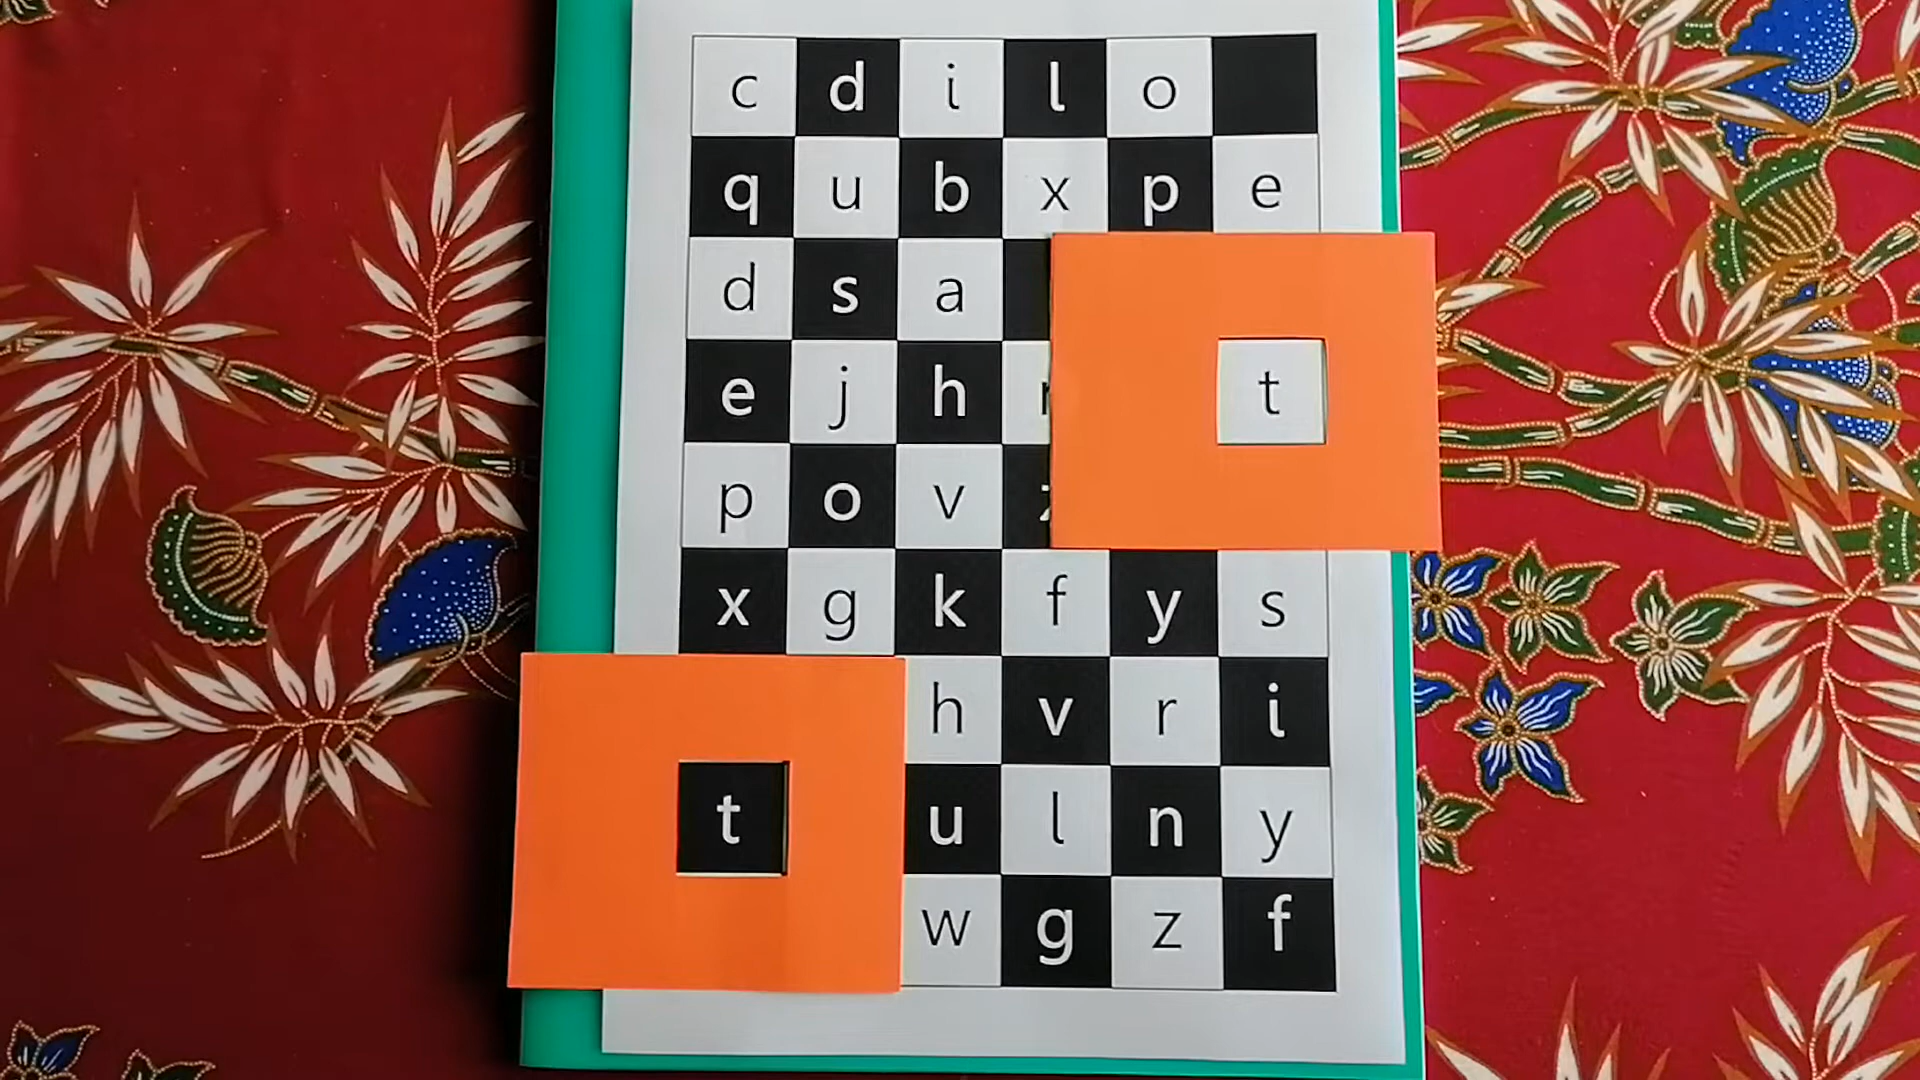 c d i l o
q u b x p e
d s a
e j h t
p o v
x g k f y s
h v r i
t u l n y
w g z f